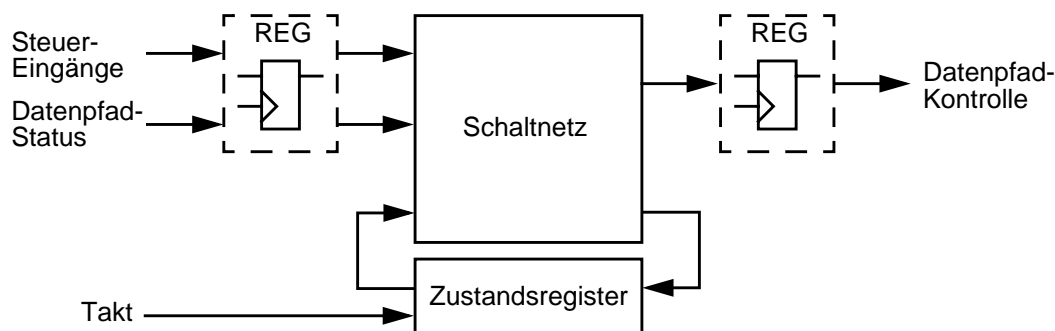 Steuer-
Eingänge
Datenpfad-
Status
REG
Schaltnetz
REG
Datenpfad-
Kontrolle
Zustandsregister
Takt